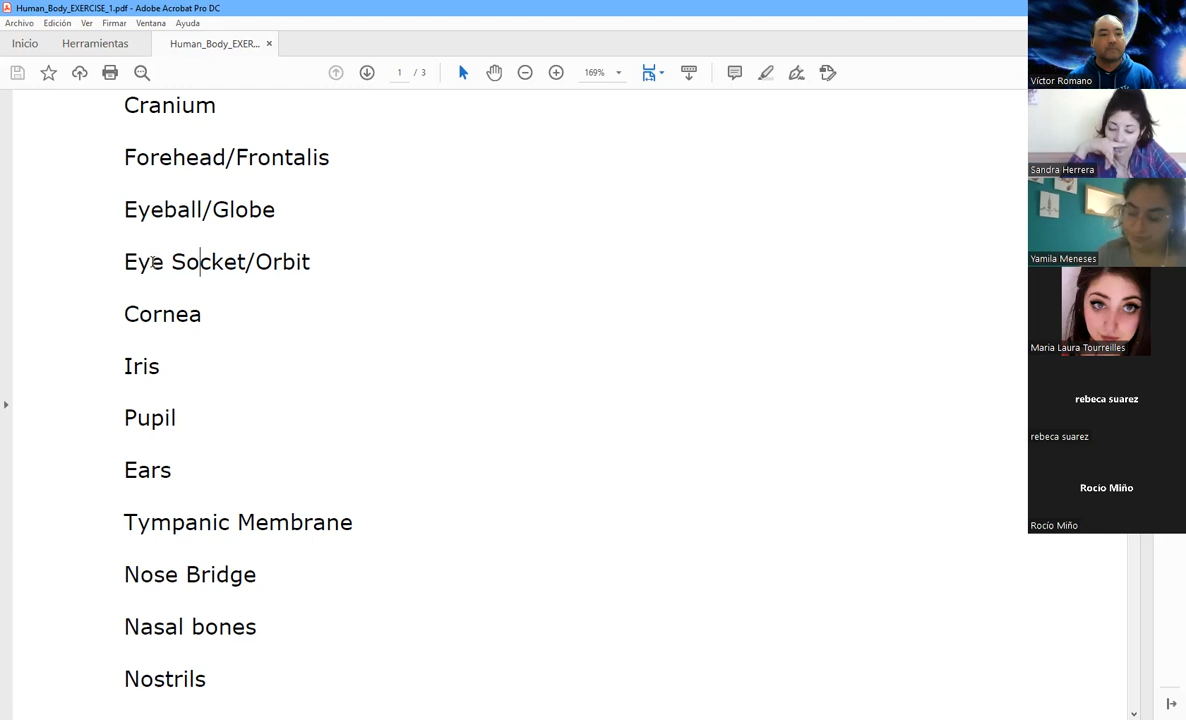 Human_Body_EXERCISE_1.pdf - Adobe Acrobat Pro DC
Archivo Edición Ver Firmar Ventana Ayuda
Inicio Herramientas Human_Body_EXER... ×
1 / 3 169%
Cranium
Forehead/Frontalis
Eyeball/Globe
Eye Socket/Orbit
Cornea
Iris
Pupil
Ears
Tympanic Membrane
Nose Bridge
Nasal bones
Nostrils
Víctor Romano
Sandra Herrera
Yamila Meneses
Maria Laura Tourreilles
rebeca suarez
rebeca suarez
Rocío Miño
Rocío Miño